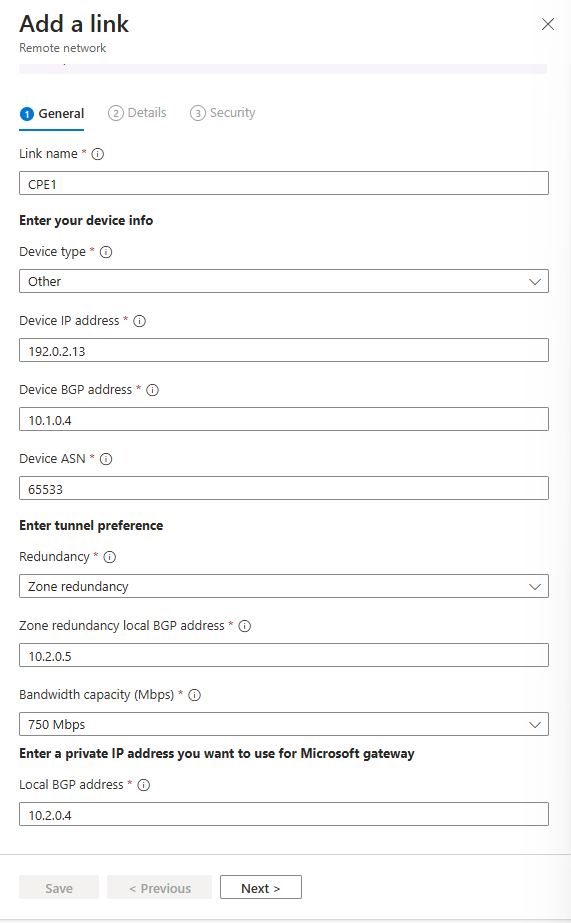 Add a link
Remote network
1 General 2 Details 3 Security
Link name *
CPE1
Enter your device info
Device type *
Other
Device IP address *
192.0.2.13
Device BGP address *
10.1.0.4
Device ASN *
65533
Enter tunnel preference
Redundancy *
Zone redundancy
Zone redundancy local BGP address *
10.2.0.5
Bandwidth capacity (Mbps) *
750 Mbps
Enter a private IP address you want to use for Microsoft gateway
Local BGP address *
10.2.0.4
Save < Previous Next >